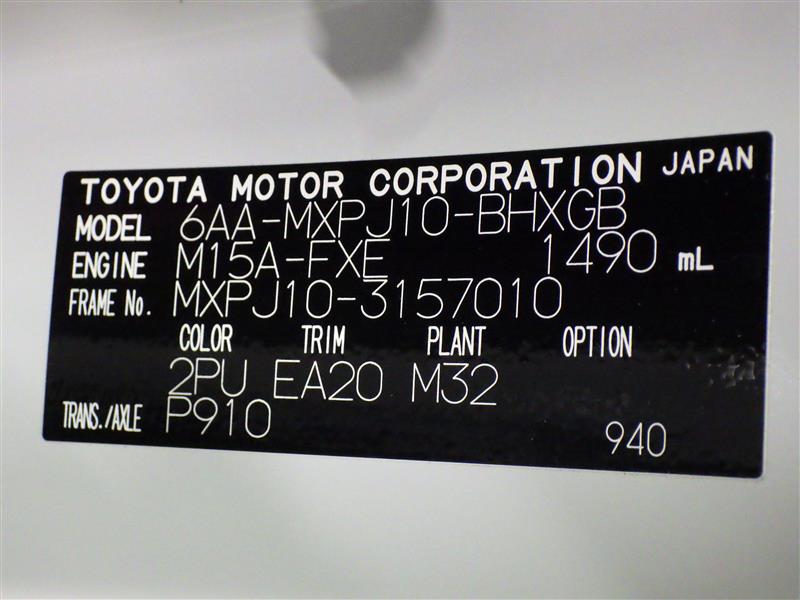 TOYOTA MOTOR CORPORATION JAPAN
MODEL 6AA-MXPJ10-BHXGB
ENGINE M15A-FXE 1490 mL
FRAME No. MXPJ10-3157010
COLOR TRIM PLANT OPTION
2PU EA20 M32
TRANS./AXLE P910 940